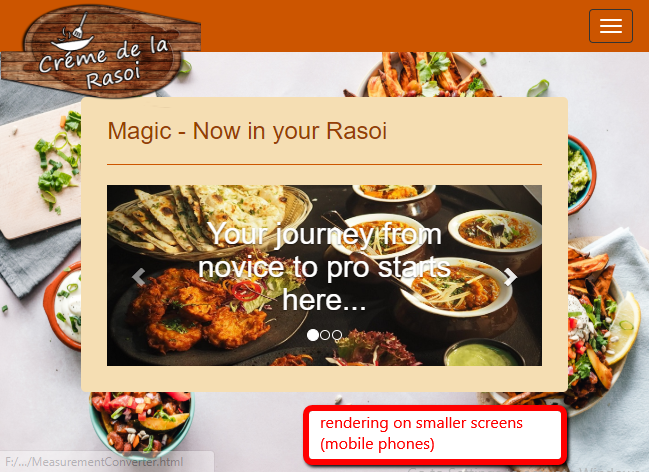 Créme de la
Rasoi
Magic - Now in your Rasoi
Your journey from
novice to pro starts
here...
rendering on smaller screens
(mobile phones)
F:/.../MeasurementConverter.html